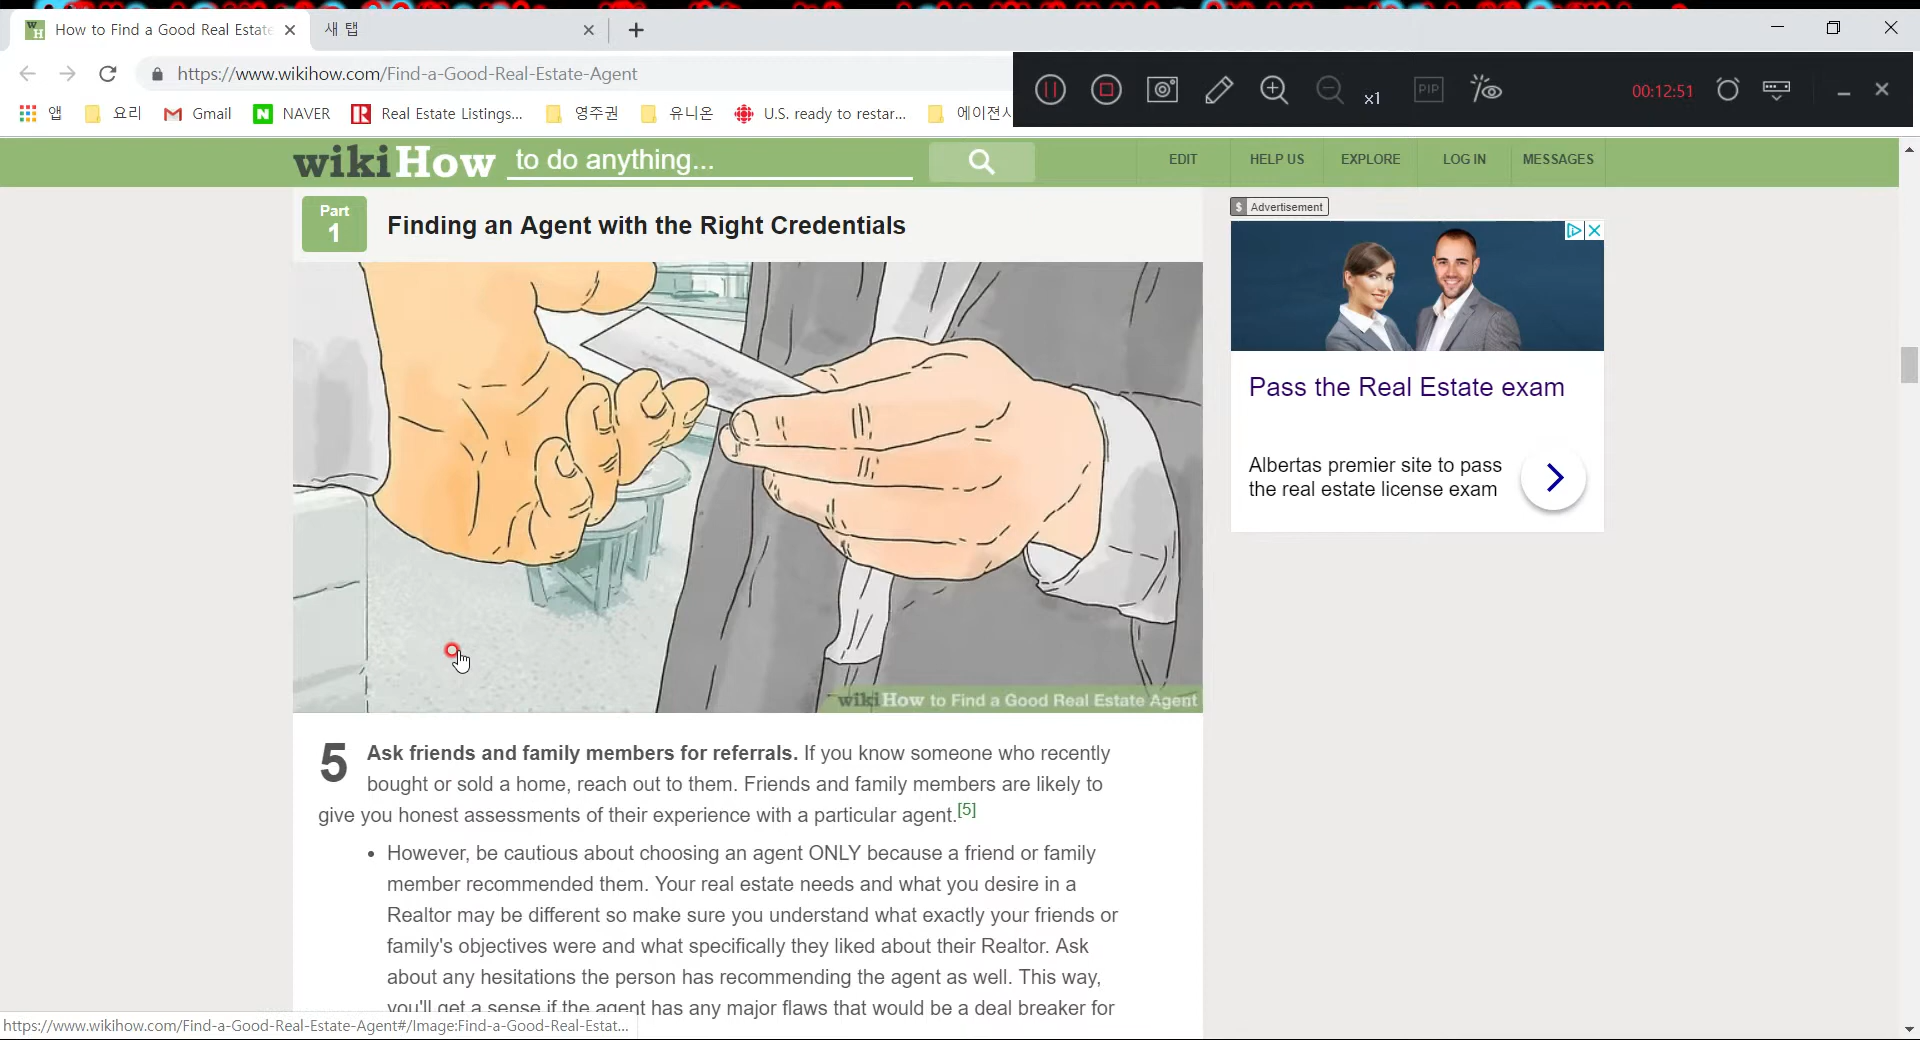 How to Find a Good Real Estate
새 탭
https://www.wikihow.com/Find-a-Good-Real-Estate-Agent
x1
PIP
00:12:51
앱
요리
Gmail
NAVER
Real Estate Listings...
영주권
유니온
U.S. ready to restar...
에이전시
wikiHow to do anything...
EDIT
HELP US
EXPLORE
LOG IN
MESSAGES
Part
1
Finding an Agent with the Right Credentials
$ Advertisement
Pass the Real Estate exam
Albertas premier site to pass
the real estate license exam
wikiHow to Find a Good Real Estate Agent
5 Ask friends and family members for referrals. If you know someone who recently
bought or sold a home, reach out to them. Friends and family members are likely to
give you honest assessments of their experience with a particular agent.[5]
• However, be cautious about choosing an agent ONLY because a friend or family
member recommended them. Your real estate needs and what you desire in a
Realtor may be different so make sure you understand what exactly your friends or
family's objectives were and what specifically they liked about their Realtor. Ask
about any hesitations the person has recommending the agent as well. This way,
you'll get a sense if the agent has any major flaws that would be a deal breaker for
https://www.wikihow.com/Find-a-Good-Real-Estate-Agent#/Image:Find-a-Good-Real-Estat...